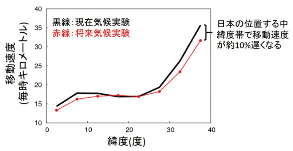 黒線：現在気候実験
赤線：将来気候実験
日本の位置する中
緯度帯で移動速度
が約10%遅くなる
移動速度
(毎時キロメートル)
40
35
30
25
20
15
10
0
10
20
30
40
緯度(度)